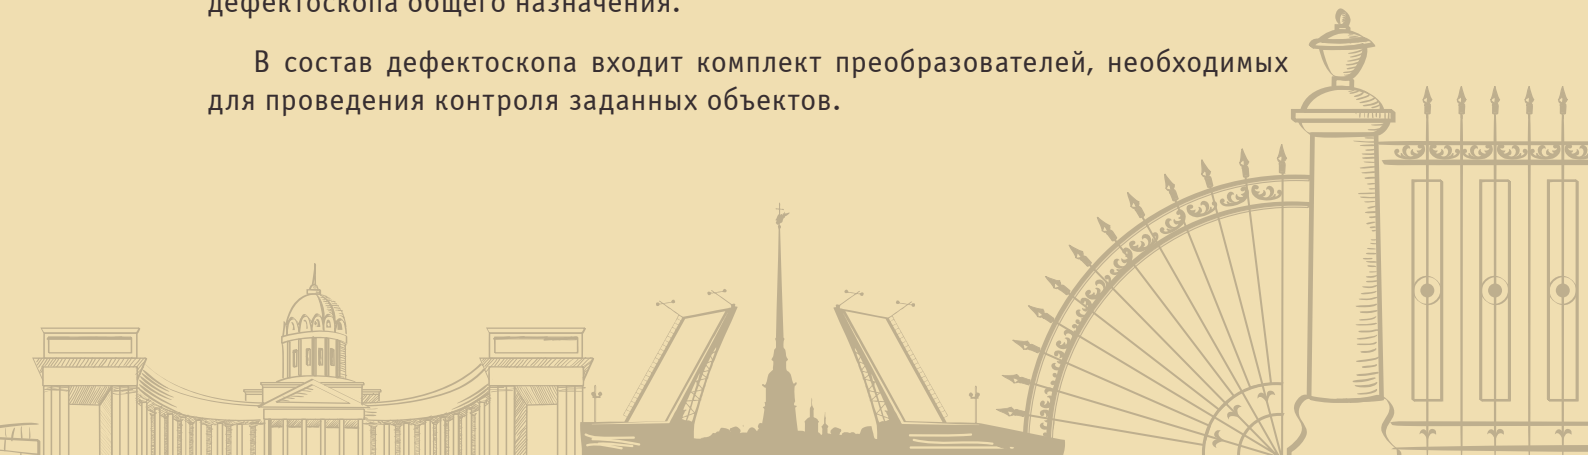 дефектоскопа общего назначения.
В состав дефектоскопа входит комплект преобразователей, необходимых
для проведения контроля заданных объектов.